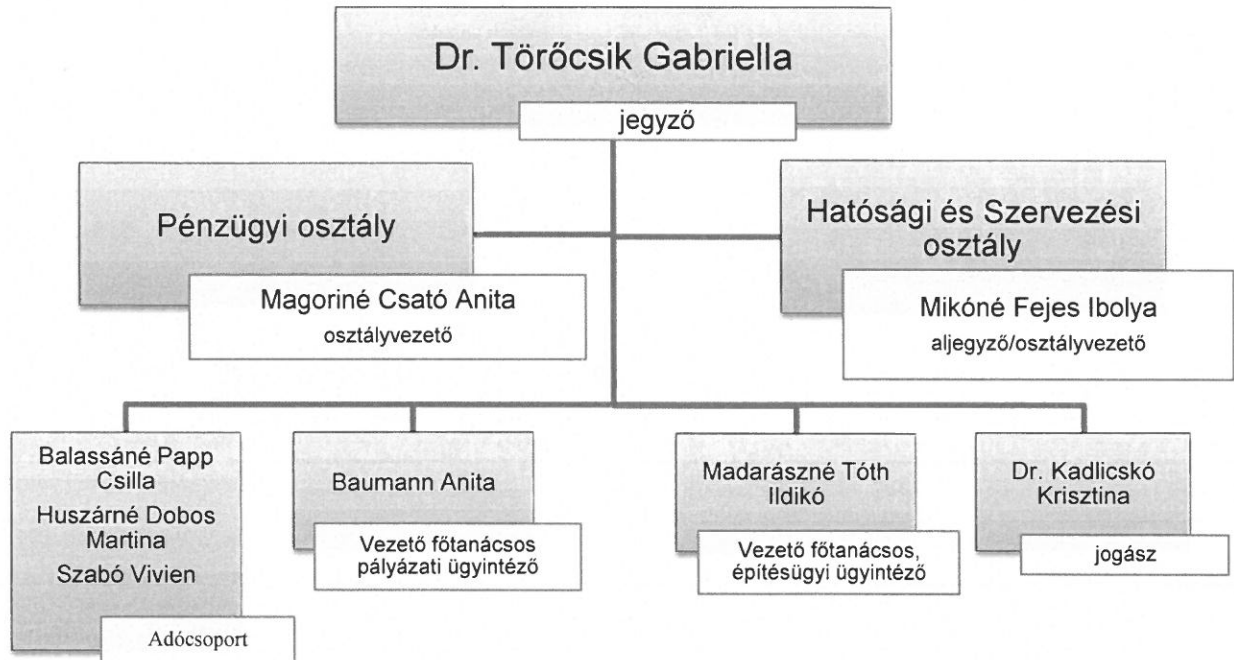 Dr. Törőcsik Gabriella
jegyző
Pénzügyi osztály
Magoriné Csató Anita
osztályvezető
Hatósági és Szervezési
osztály
Mikóné Fejes Ibolya
aljegyző/osztályvezető
Balassáné Papp
Csilla
Huszárné Dobos
Martina
Szabó Vivien
Adócsoport
Baumann Anita
Vezető főtanácsos
pályázati ügyintéző
Madarászné Tóth
Ildikó
Vezető főtanácsos,
építésügyi ügyintéző
Dr. Kadlicskó
Krisztina
jogász